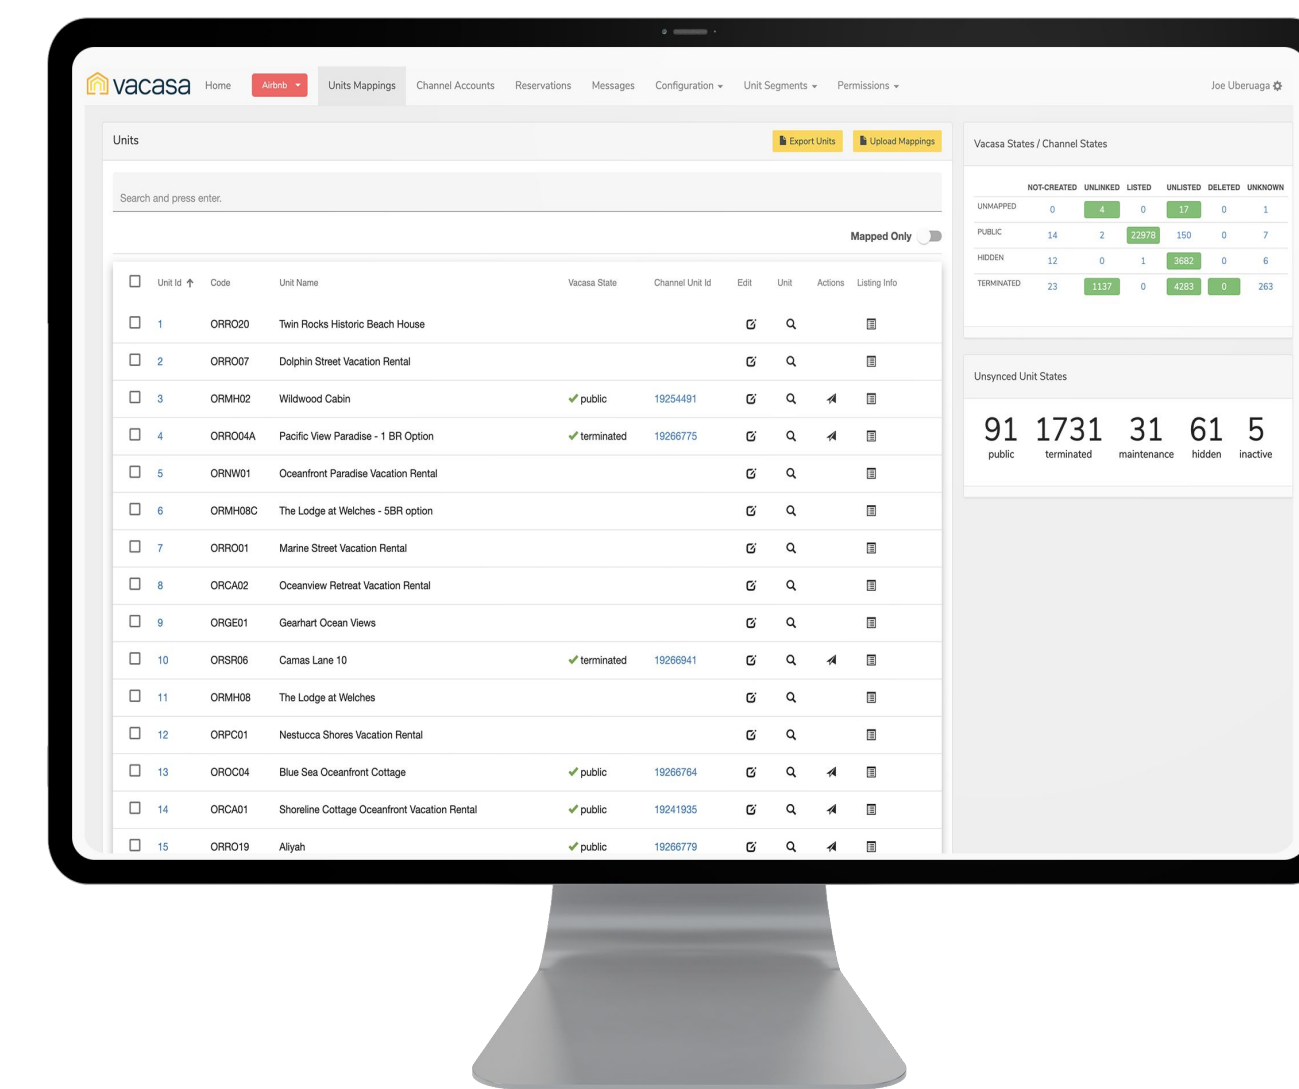 vacasa Home Airbnb Units Mappings Channel Accounts Reservations Messages Configuration Unit Segments Permissions Joe Uberuaga
Units Export Units Upload Mappings
Search and press enter.
Mapped Only
Unit Id Code Unit Name Vacasa State Channel Unit Id Edit Unit Actions Listing Info
1 ORRO20 Twin Rocks Historic Beach House
2 ORRO07 Dolphin Street Vacation Rental
3 ORMH02 Wildwood Cabin public 19254491
4 ORRO04A Pacific View Paradise - 1 BR Option terminated 19266775
5 ORNW01 Oceanfront Paradise Vacation Rental
6 ORMH08C The Lodge at Welches - 5BR option
7 ORRO01 Marine Street Vacation Rental
8 ORCA02 Oceanview Retreat Vacation Rental
9 ORGE01 Gearhart Ocean Views
10 ORSR06 Camas Lane 10 terminated 19266941
11 ORMH08 The Lodge at Welches
12 ORPC01 Nestucca Shores Vacation Rental
13 OROC04 Blue Sea Oceanfront Cottage public 19266764
14 ORCA01 Shoreline Cottage Oceanfront Vacation Rental public 19241935
15 ORRO19 Aliyah public 19266779
Vacasa States / Channel States
NOT-CREATED UNLINKED LISTED UNLISTED DELETED UNKNOWN
UNMAPPED 0 4 0 17 0 1
PUBLIC 14 2 22978 150 0 7
HIDDEN 12 0 1 3682 0 6
TERMINATED 23 1137 0 4283 0 263
Unsynced Unit States
91 1731 31 61 5
public terminated maintenance hidden inactive